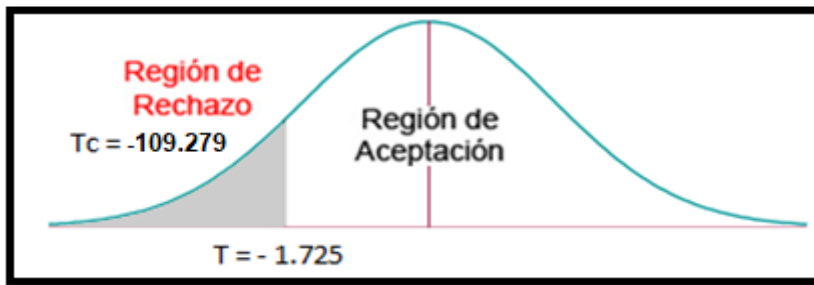 Región de
Rechazo
Tc = -109.279
Región de
Aceptación
T = - 1.725